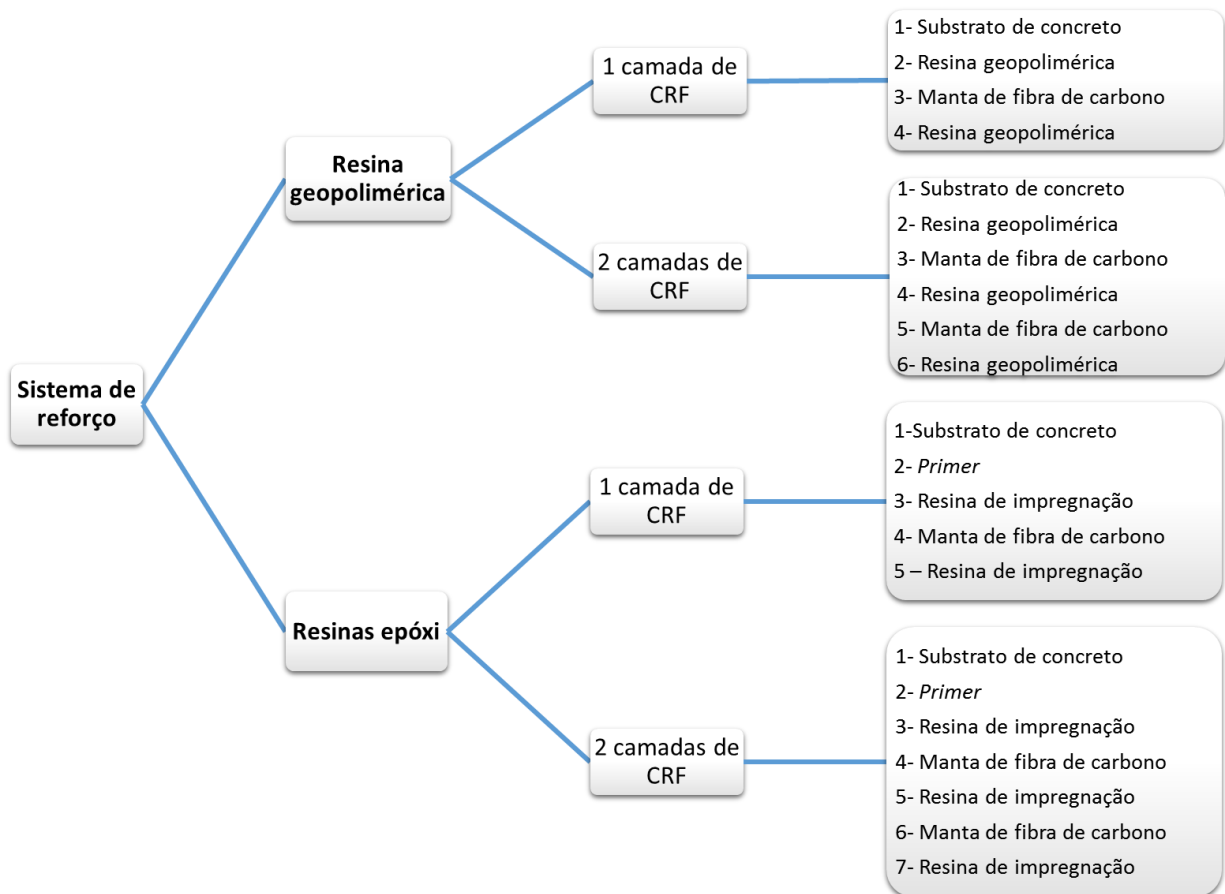 Sistema de
reforço
Resina
geopolimérica
1 camada de
CRF
1- Substrato de concreto
2- Resina geopolimérica
3- Manta de fibra de carbono
4- Resina geopolimérica
2 camadas de
CRF
1- Substrato de concreto
2- Resina geopolimérica
3- Manta de fibra de carbono
4- Resina geopolimérica
5- Manta de fibra de carbono
6- Resina geopolimérica
Resinas epóxi
1 camada de
CRF
1-Substrato de concreto
2- Primer
3- Resina de impregnação
4- Manta de fibra de carbono
5 – Resina de impregnação
2 camadas de
CRF
1- Substrato de concreto
2- Primer
3- Resina de impregnação
4- Manta de fibra de carbono
5- Resina de impregnação
6- Manta de fibra de carbono
7- Resina de impregnação